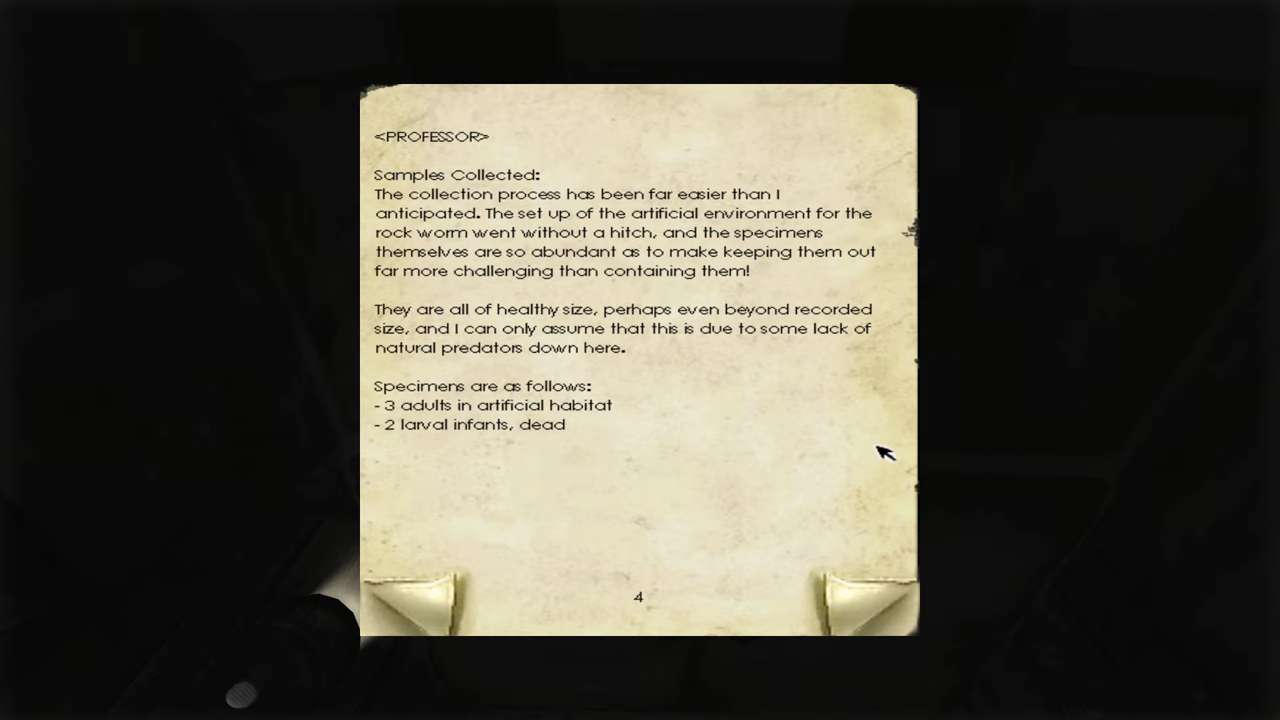 <PROFESSOR>
Samples Collected:
The collection process has been far easier than I
anticipated. The set up of the artificial environment for the
rock worm went without a hitch, and the specimens
themselves are so abundant as to make keeping them out
far more challenging than containing them!
They are all of healthy size, perhaps even beyond recorded
size, and I can only assume that this is due to some lack of
natural predators down here.
Specimens are as follows:
- 3 adults in artificial habitat
- 2 larval infants, dead
4